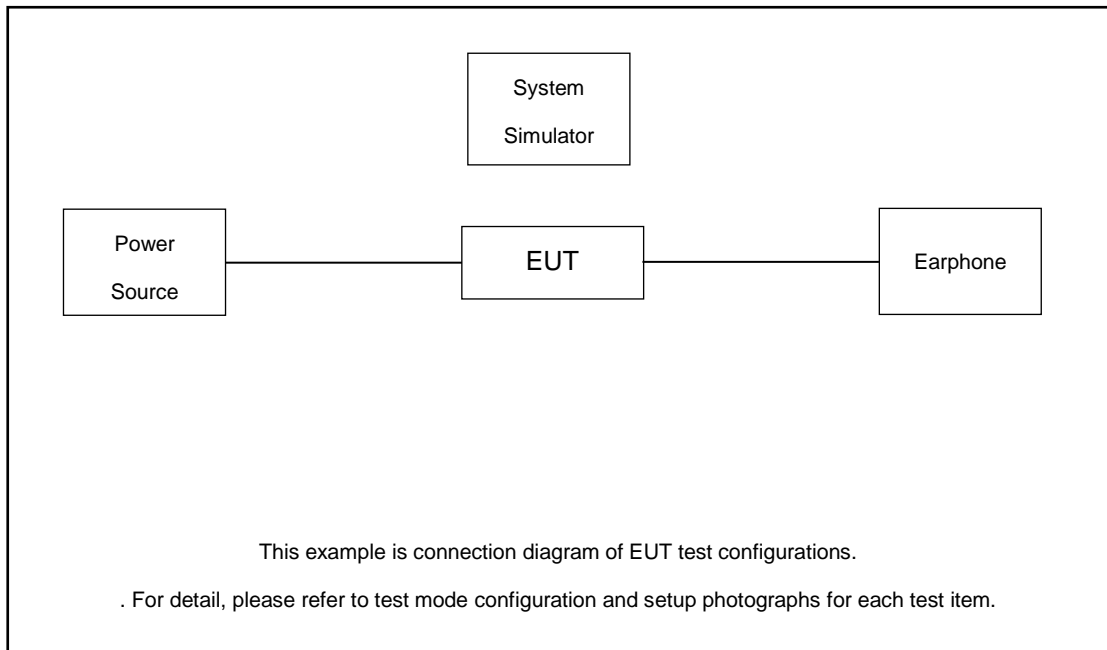 System
Simulator
Power
Source
EUT
Earphone
This example is connection diagram of EUT test configurations.
. For detail, please refer to test mode configuration and setup photographs for each test item.